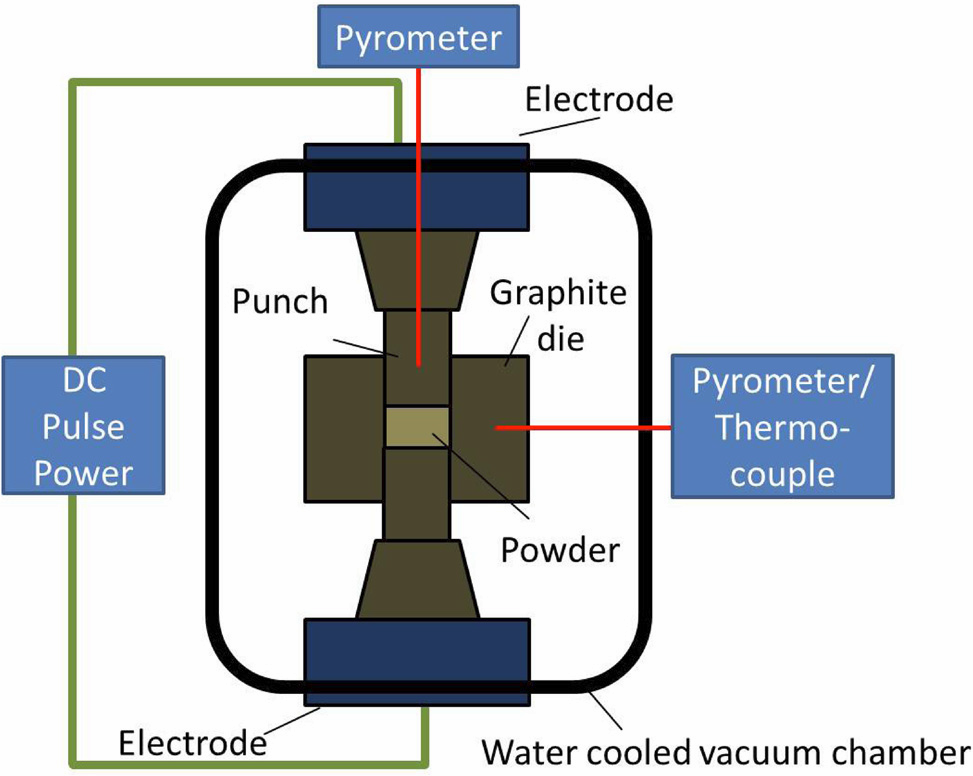 Pyrometer
Electrode
Punch
Graphite
die
DC
Pulse
Power
Pyrometer/
Thermo-
couple
Powder
Electrode
Water cooled vacuum chamber